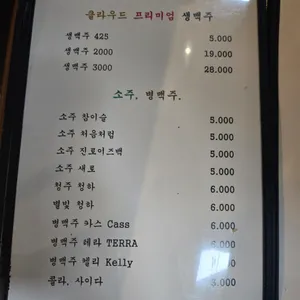 클라우드 프리미엄 생맥주
생맥주 425 5.000
생맥주 2000 19.000
생맥주 3000 28.000
소주, 병맥주.
소주 참이슬 5.000
소주 처음처럼 5.000
소주 진로이즈백 5.000
소주 새로 5.000
청주 청하 6.000
별빛 청하 6.000
병맥주 카스 Cass 6.000
병맥주 테라 TERRA 6.000
병맥주 켈리 Kelly 6.000
콜라, 사이다 3.000